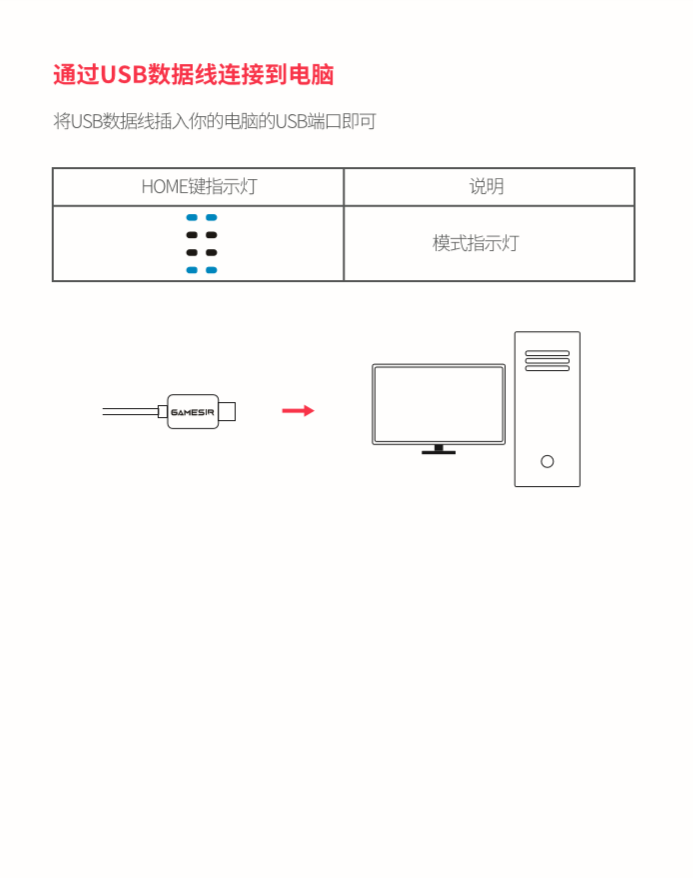 通过USB数据线连接到电脑
将USB数据线插入你的电脑的USB端口即可
HOME键指示灯
说明
模式指示灯
GAMESIR